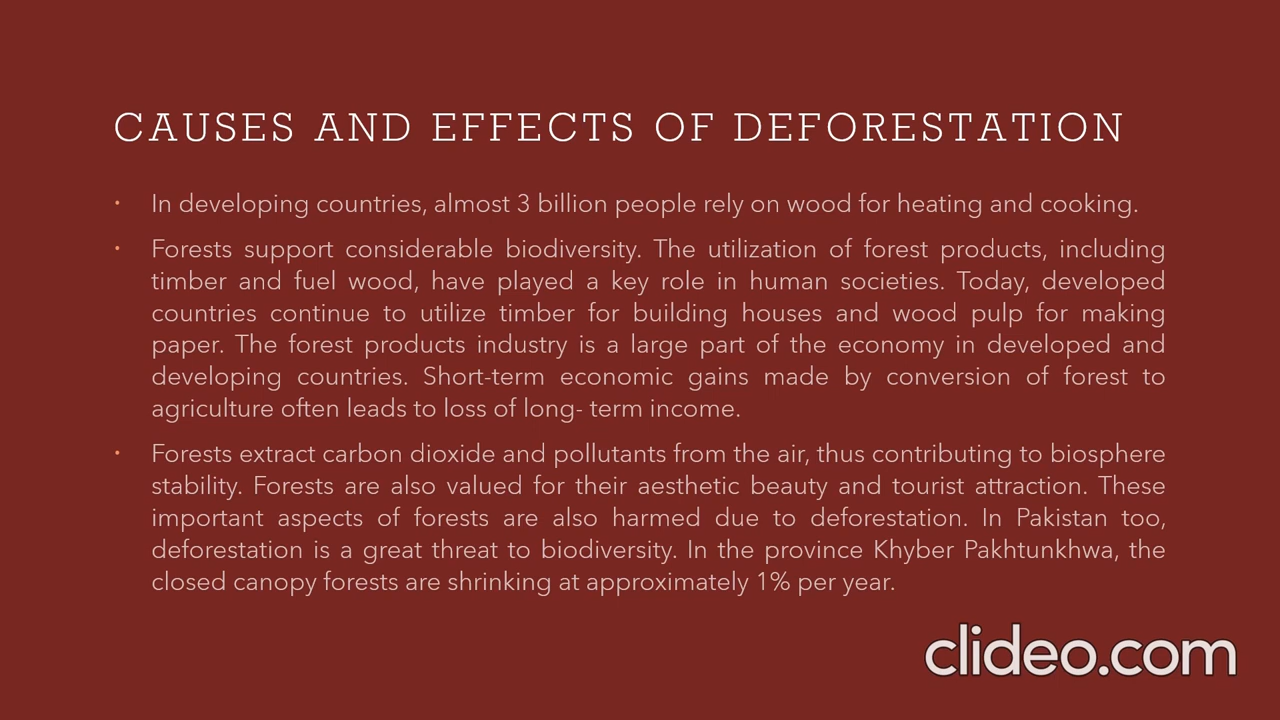 CAUSES AND EFFECTS OF DEFORESTATION
• In developing countries, almost 3 billion people rely on wood for heating and cooking.
• Forests support considerable biodiversity. The utilization of forest products, including
timber and fuel wood, have played a key role in human societies. Today, developed
countries continue to utilize timber for building houses and wood pulp for making
paper. The forest products industry is a large part of the economy in developed and
developing countries. Short-term economic gains made by conversion of forest to
agriculture often leads to loss of long- term income.
• Forests extract carbon dioxide and pollutants from the air, thus contributing to biosphere
stability. Forests are also valued for their aesthetic beauty and tourist attraction. These
important aspects of forests are also harmed due to deforestation. In Pakistan too,
deforestation is a great threat to biodiversity. In the province Khyber Pakhtunkhwa, the
closed canopy forests are shrinking at approximately 1% per year.
clideo.com